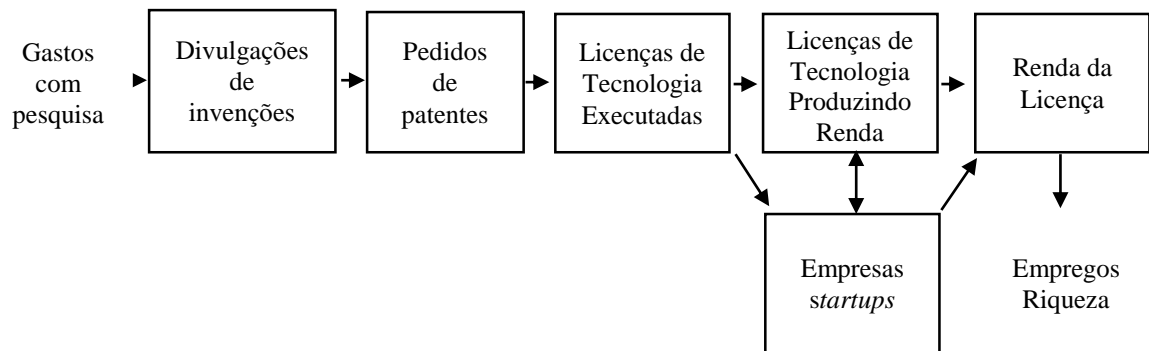 Gastos
com
pesquisa
Divulgações
de
invenções
Pedidos
de
patentes
Licenças de
Tecnologia
Executadas
Licenças de
Tecnologia
Produzindo
Renda
Renda da
Licença
Empresas
startups
Empregos
Riqueza